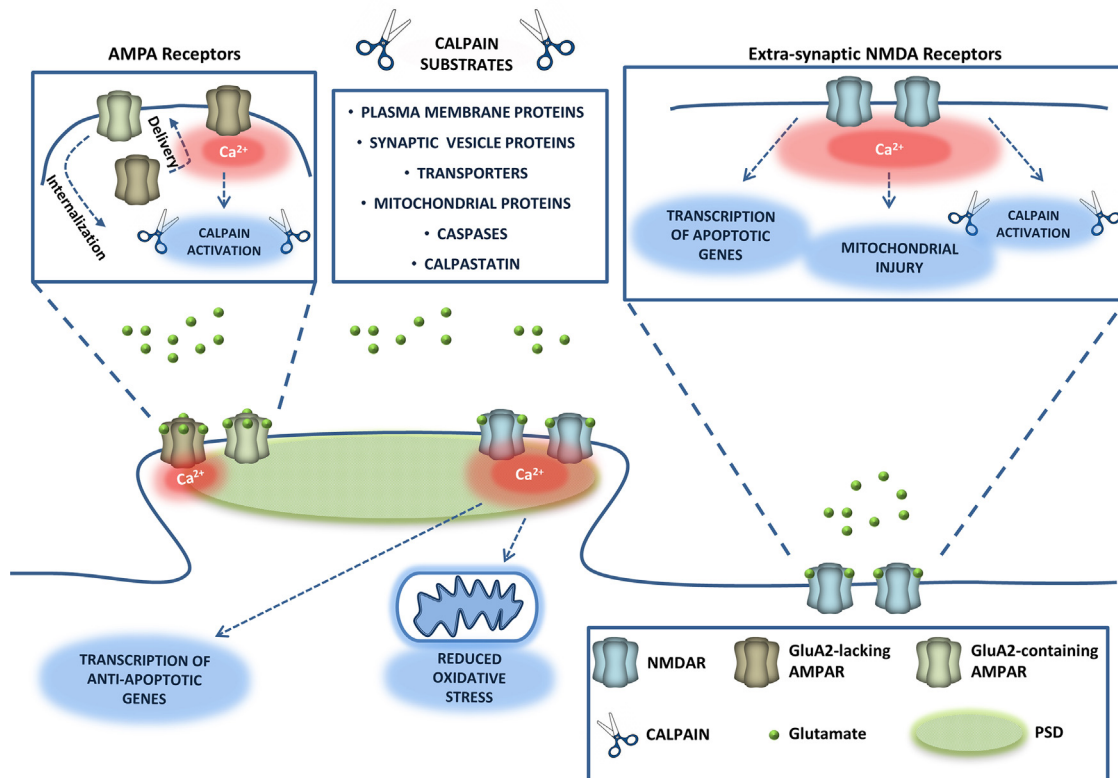 AMPA Receptors
Delivery
Internalization
Ca²⁺
CALPAIN
ACTIVATION
CALPAIN
SUBSTRATES
• PLASMA MEMBRANE PROTEINS
• SYNAPTIC VESICLE PROTEINS
• TRANSPORTERS
• MITOCHONDRIAL PROTEINS
• CASPASES
• CALPASTATIN
Extra-synaptic NMDA Receptors
Ca²⁺
TRANSCRIPTION
OF APOPTOTIC
GENES
MITOCHONDRIAL
INJURY
CALPAIN
ACTIVATION
Ca²⁺
Ca²⁺
TRANSCRIPTION OF
ANTI-APOPTOTIC
GENES
REDUCED
OXIDATIVE
STRESS
NMDAR
GluA2-lacking
AMPAR
GluA2-containing
AMPAR
CALPAIN
Glutamate
PSD